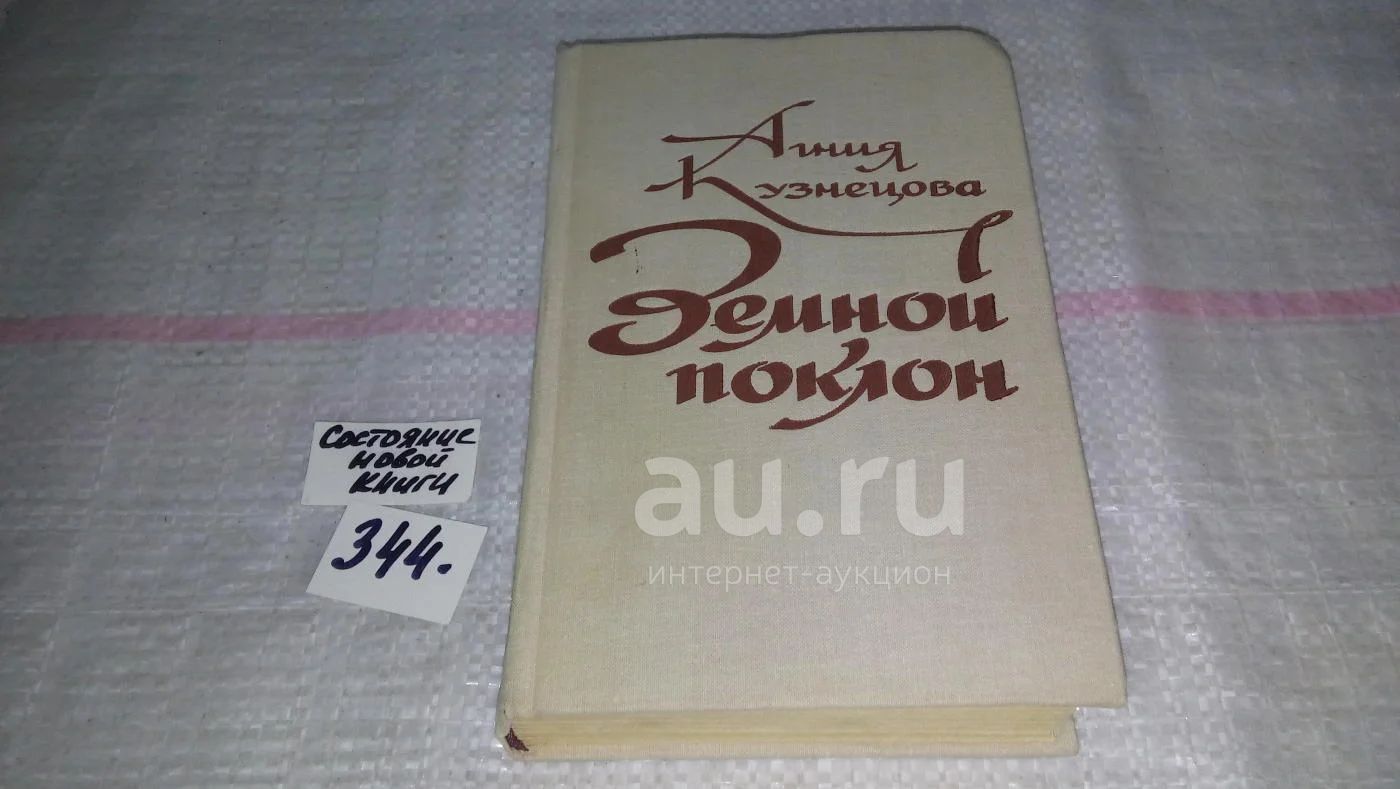 Агния
Кузнецова
Земной
поклон
Состояние
новой
книги
344.
au.ru
интернет-аукцион